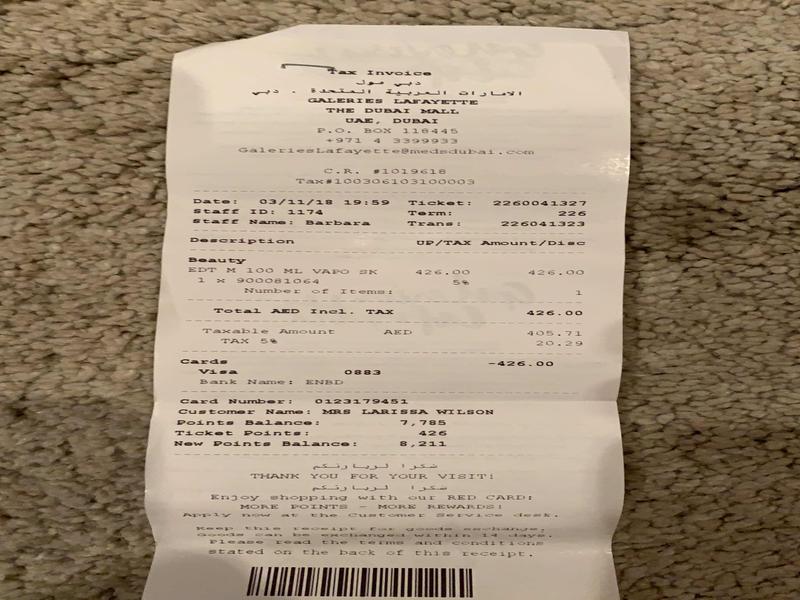 Tax Invoice
دبي مول
الامارات العربية المتحدة . دبي
GALERIES LAFAYETTE
THE DUBAI MALL
UAE, DUBAI
P.O. BOX 118445
+971 4 3399933
GaleriesLafayette@medsdubai.com
C.R. #1019618
Tax#100306103100003
Date: 03/11/18 19:59 Ticket: 2260041327
Staff ID: 1174 Term: 226
Staff Name: Barbara Trans: 226041323
Description UP/TAX Amount/Disc
Beauty
EDT M 100 ML VAPO SK 426.00 426.00
1 x 900081064 5%
Number of Items: 1
Total AED Incl. TAX 426.00
Taxable Amount AED 405.71
TAX 5% 20.29
Cards -426.00
Visa 0883
Bank Name: ENBD
Card Number: 0123179451
Customer Name: MRS LARISSA WILSON
Points Balance: 7,785
Ticket Points: 426
New Points Balance: 8,211
شكرا لزيارتكم
THANK YOU FOR YOUR VISIT!
شكرا لزيارتكم
Enjoy shopping with our RED CARD:
MORE POINTS - MORE REWARDS!
Apply now at the Customer Service desk.
Keep this receipt for goods exchange.
Goods can be exchanged within 14 days.
Please read the terms and conditions
stated on the back of this receipt.